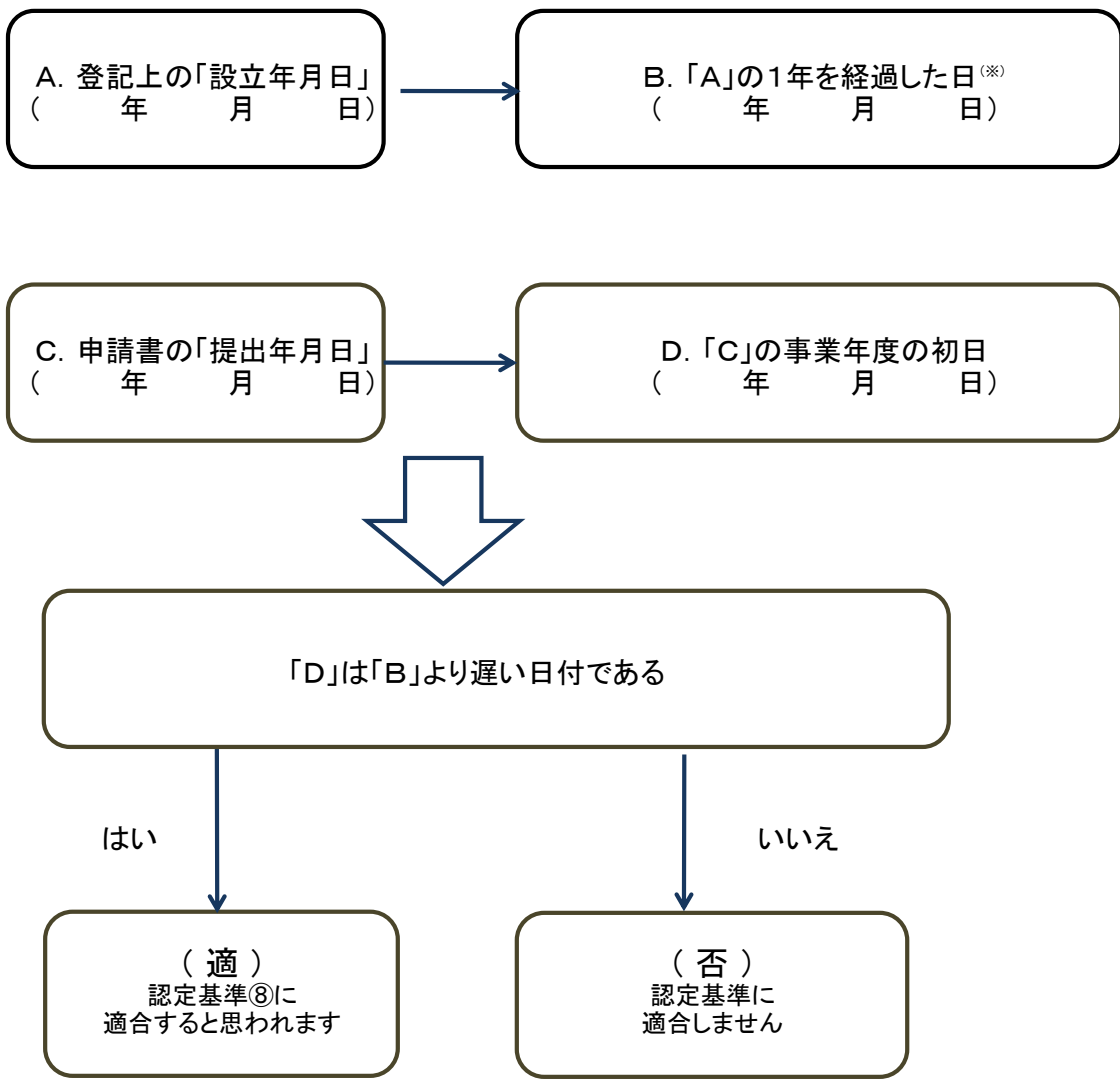 A. 登記上の「設立年月日」
(　　　年　　　月　　　日)
B. 「A」の1年を経過した日(※)
(　　　年　　　月　　　日)
C. 申請書の「提出年月日」
(　　　年　　　月　　　日)
D. 「C」の事業年度の初日
(　　　年　　　月　　　日)
「D」は「B」より遅い日付である
はい
いいえ
( 適 )
認定基準⑧に
適合すると思われます
( 否 )
認定基準に
適合しません